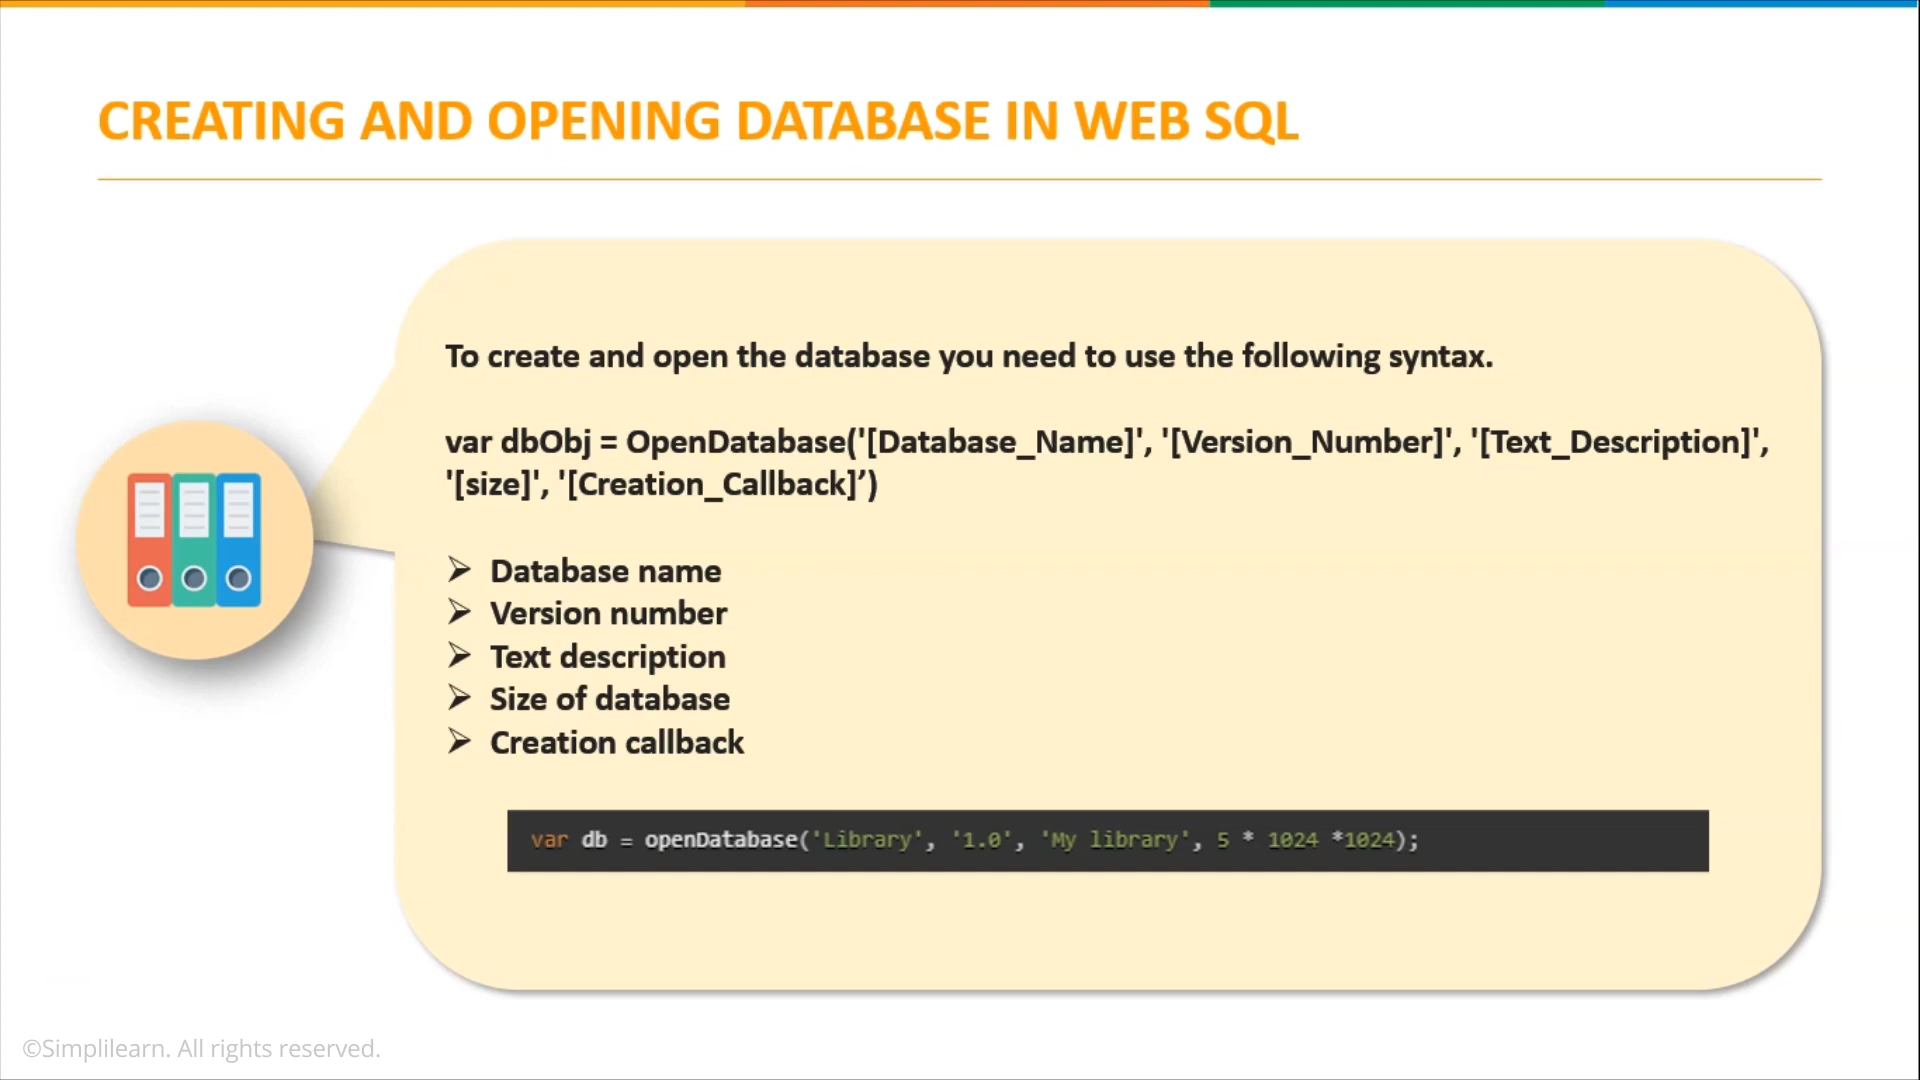 CREATING AND OPENING DATABASE IN WEB SQL
To create and open the database you need to use the following syntax.
var dbObj = OpenDatabase('[Database_Name]', '[Version_Number]', '[Text_Description]',
'[size]', '[Creation_Callback]’)
➢ Database name
➢ Version number
➢ Text description
➢ Size of database
➢ Creation callback
var db = openDatabase('Library', '1.0', 'My library', 5 * 1024 *1024);
©Simplilearn. All rights reserved.